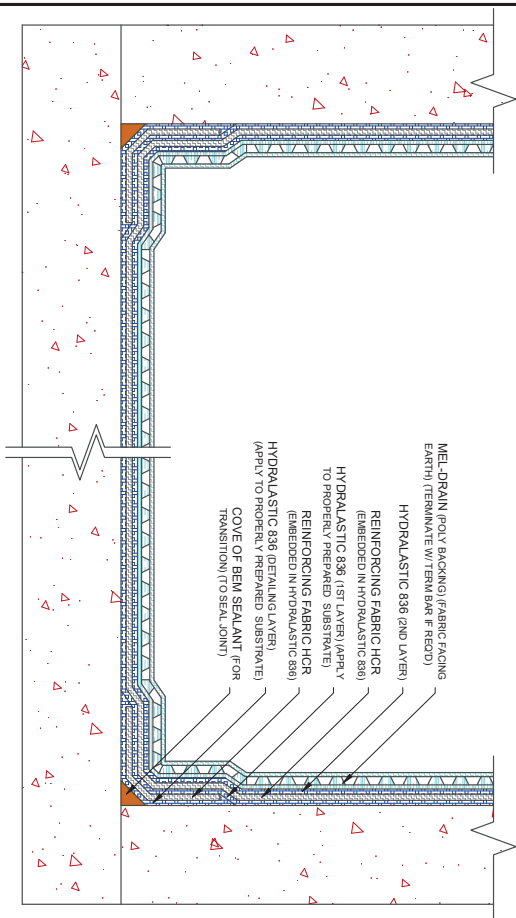 MEL-DRAIN (POLY BACKING) (FABRIC FACING
EARTH) (TERMINATE W/ TERM BAR IF REQ'D)
HYDRALASTIC 836 (2ND LAYER)
REINFORCING FABRIC HCR
(EMBEDDED IN HYDRALASTIC 836)
HYDRALASTIC 836 (1ST LAYER) (APPLY
TO PROPERLY PREPARED SUBSTRATE)
REINFORCING FABRIC HCR
(EMBEDDED IN HYDRALASTIC 836)
HYDRALASTIC 836 (DETAILING LAYER)
(APPLY TO PROPERLY PREPARED SUBSTRATE)
COVE OF BEM SEALANT (FOR
TRANSITION) (TO SEAL JOINT)